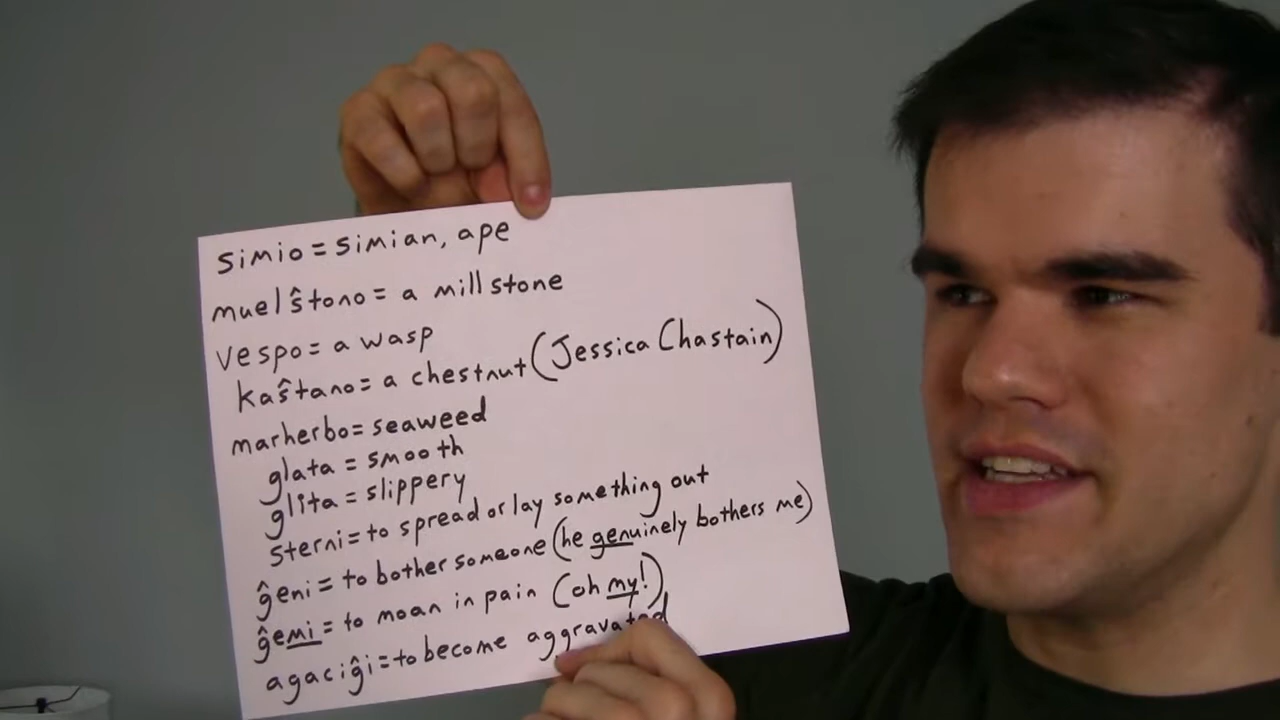 simio = simian, ape
muelŝtono = a millstone
vespo = a wasp
kaŝtano = a chestnut (Jessica Chastain)
marherbo = seaweed
glata = smooth
glita = slippery
sterni = to spread or lay something out
ĝeni = to bother someone (he genuinely bothers me)
ĝemi = to moan in pain (oh my!)
agaciĝi = to become aggravated